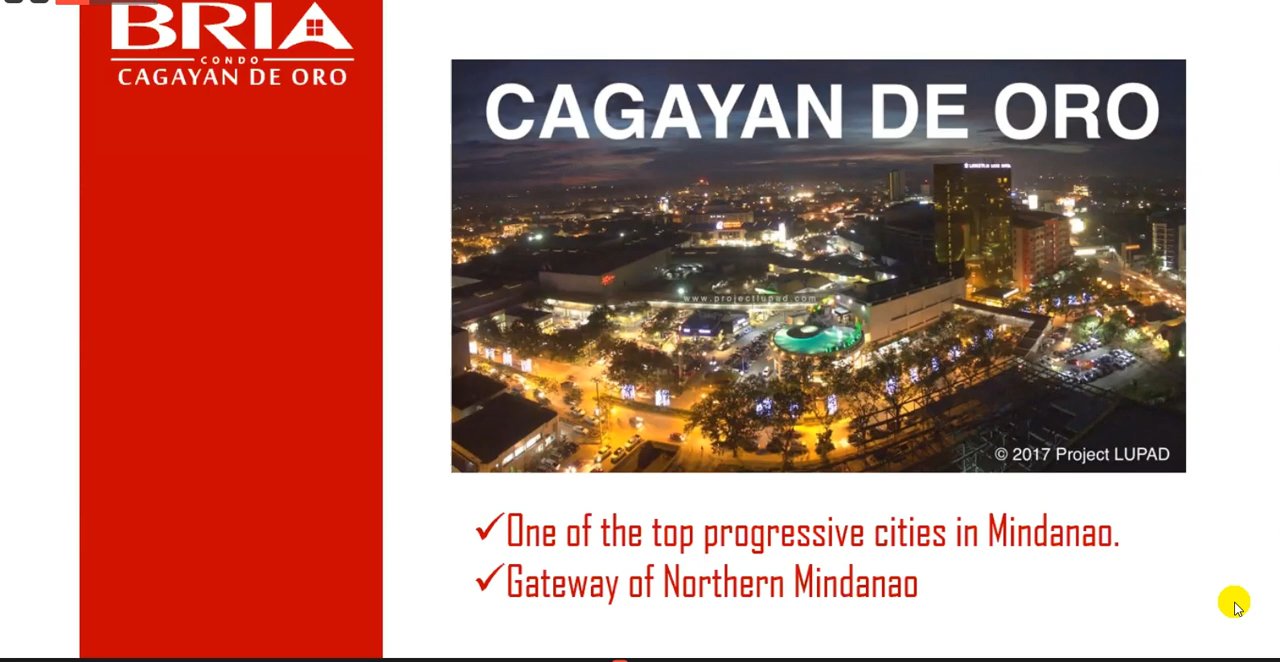 BRIA
CONDO
CAGAYAN DE ORO
CAGAYAN DE ORO
www.projectlupad.com
© 2017 Project LUPAD
✓One of the top progressive cities in Mindanao.
✓Gateway of Northern Mindanao